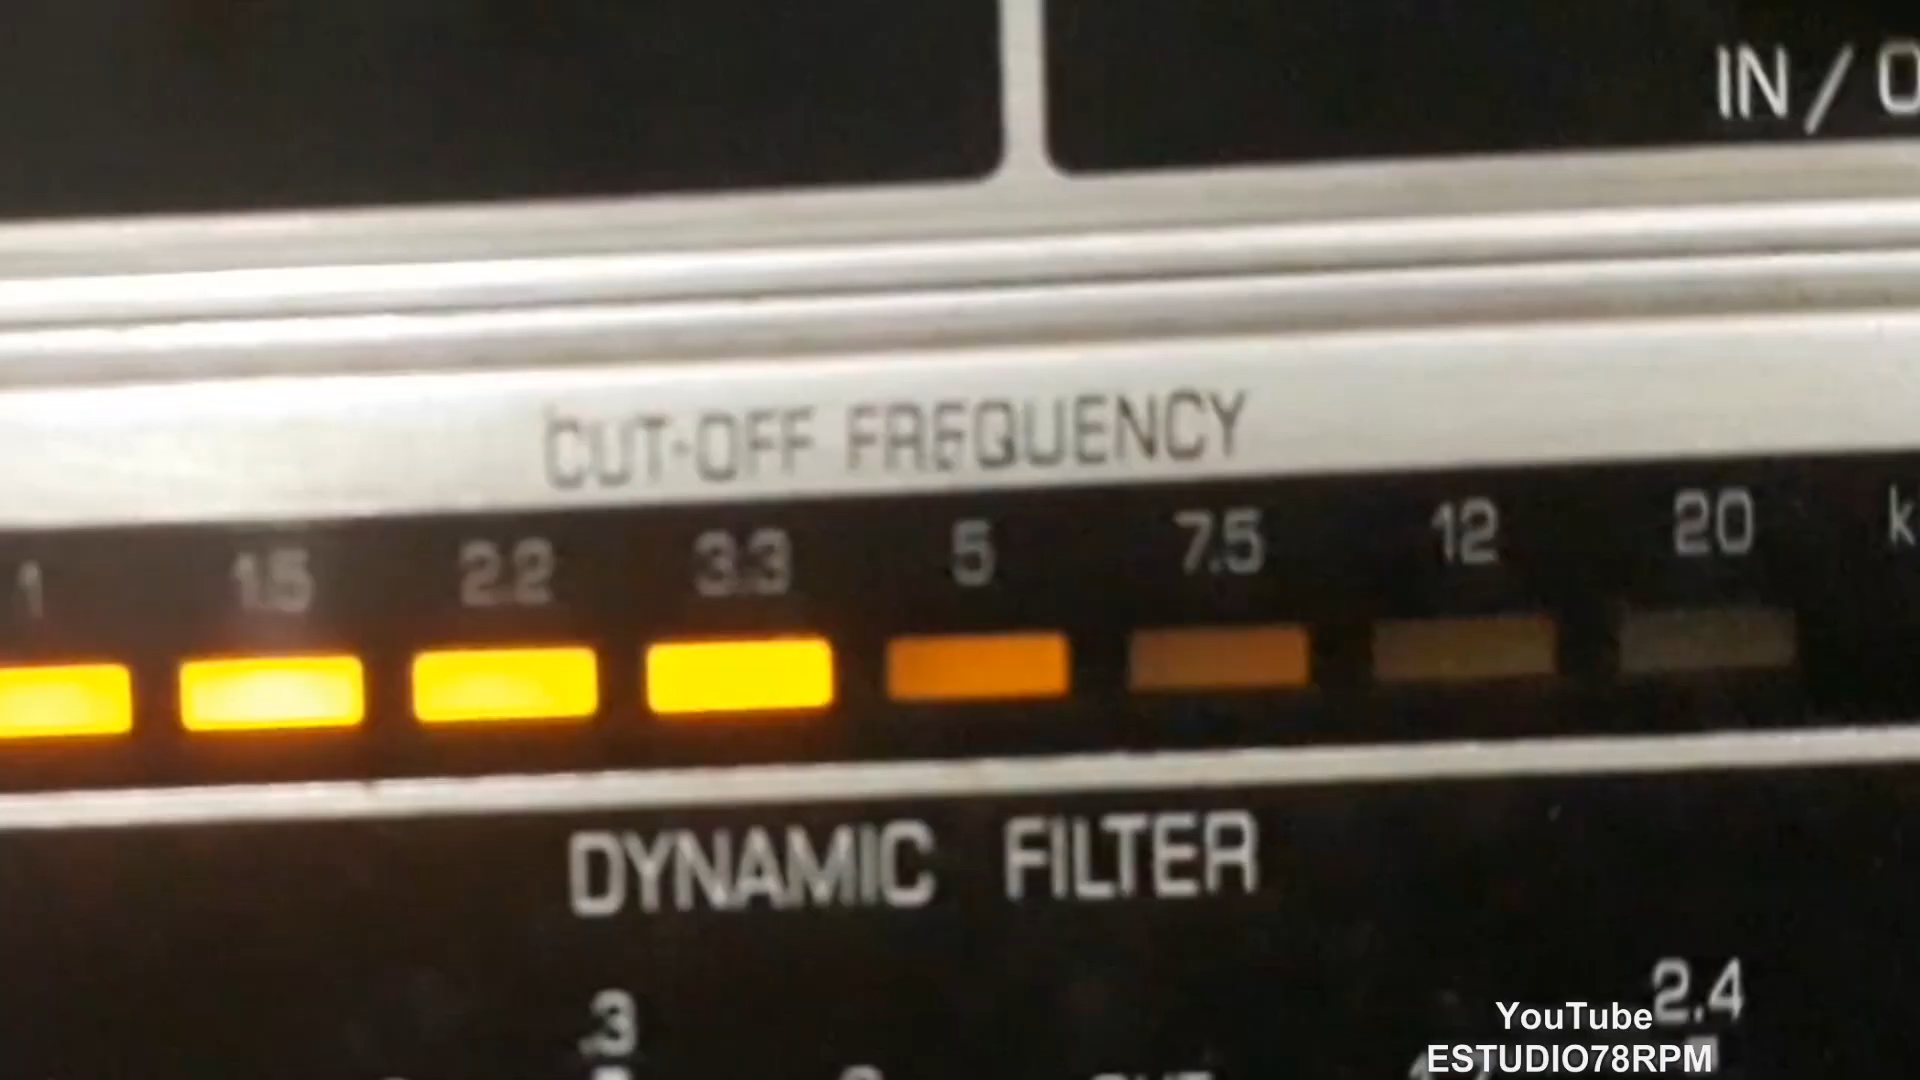 IN / O
CUT-OFF FREQUENCY
1 1.5 2.2 3.3 5 7.5 12 20 k
DYNAMIC FILTER
.3
2.4
YouTube
ESTUDIO78RPM